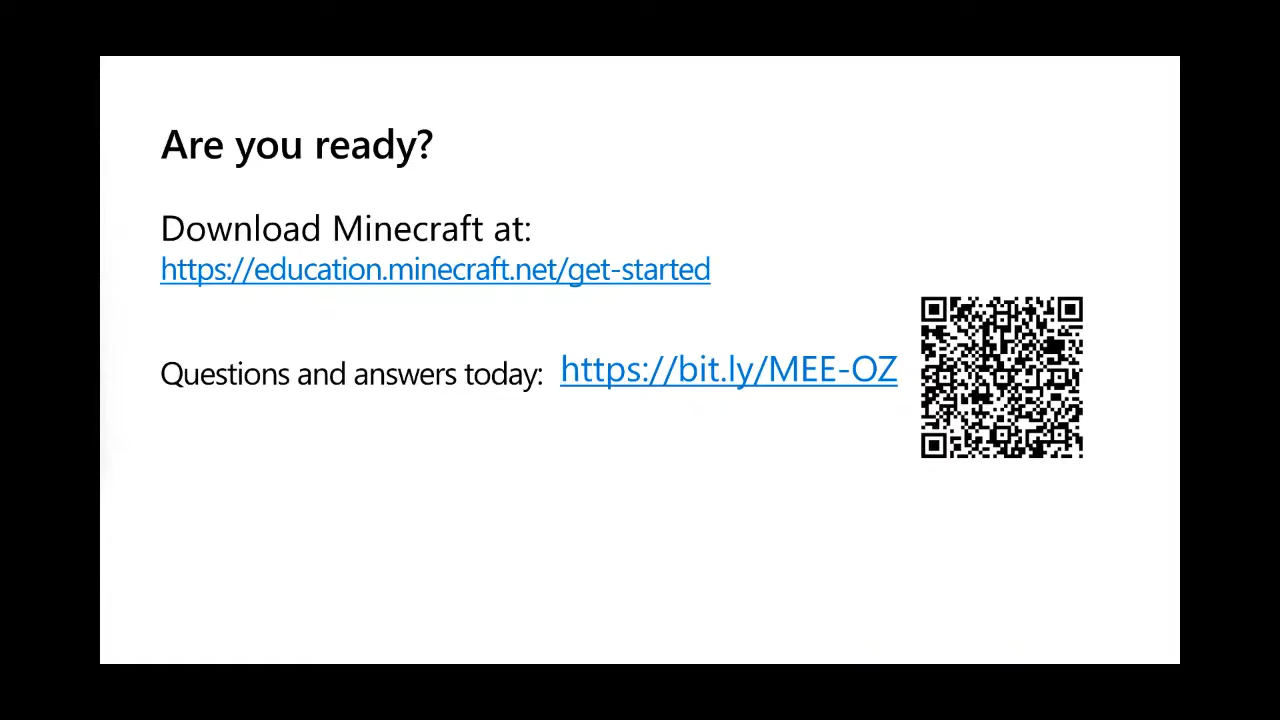 Are you ready?
Download Minecraft at:
https://education.minecraft.net/get-started
Questions and answers today: https://bit.ly/MEE-OZ